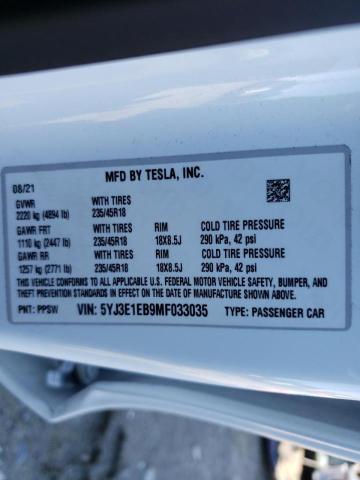 MFD BY TESLA, INC.
08/21
GVWR WITH TIRES
2220 kg (4894 lb) 235/45R18
GAWR FRT WITH TIRES RIM COLD TIRE PRESSURE
1110 kg (2447 lb) 235/45R18 18X8.5J 290 kPa, 42 psi
GAWR RR WITH TIRES RIM COLD TIRE PRESSURE
1257 kg (2771 lb) 235/45R18 18X8.5J 290 kPa, 42 psi
THIS VEHICLE CONFORMS TO ALL APPLICABLE U.S. FEDERAL MOTOR VEHICLE SAFETY, BUMPER, AND
THEFT PREVENTION STANDARDS IN EFFECT ON THE DATE OF MANUFACTURE SHOWN ABOVE.
PNT: PPSW VIN: 5YJ3E1EB9MF033035 TYPE: PASSENGER CAR